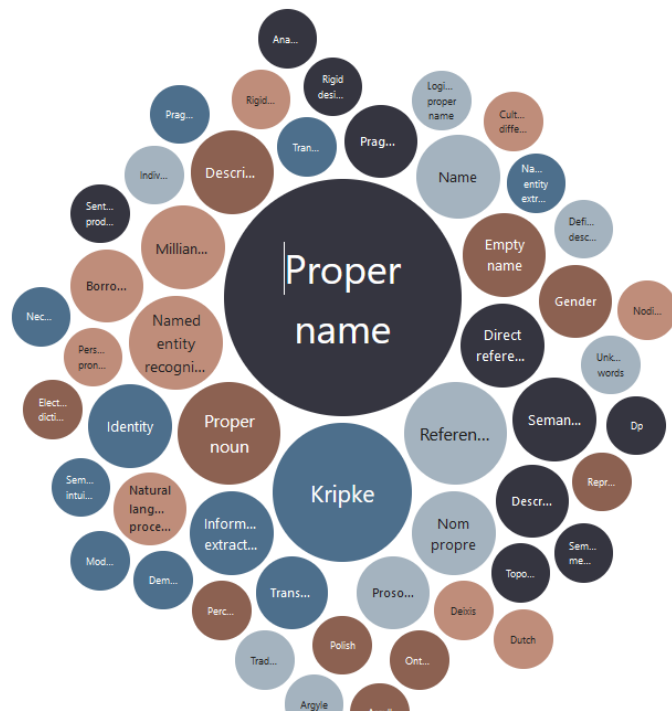 Ana...
Rigid
desi...
Rigid...
Logi...
proper
name
Prag...
Cult...
diffe...
Tran...
Prag...
Descri...
Name
Indiv...
Na...
entity
extr...
Sent...
prod...
Defi...
desc...
Millian...
Empty
name
Proper
name
Borro...
Gender
Nodi...
Nec...
Named
entity
recogni...
Direct
refere...
Pers...
pron...
Unk...
words
Elect...
dicti...
Identity
Proper
noun
Referen...
Seman...
Dp
Sem...
intui...
Natural
lang...
proce...
Kripke
Descr...
Repr...
Inform...
extract...
Nom
propre
Mod...
Dem...
Sem...
me...
Topo...
Trans...
Proso...
Perc...
Deixis
Dutch
Polish
Trad...
Ont...
Argyle